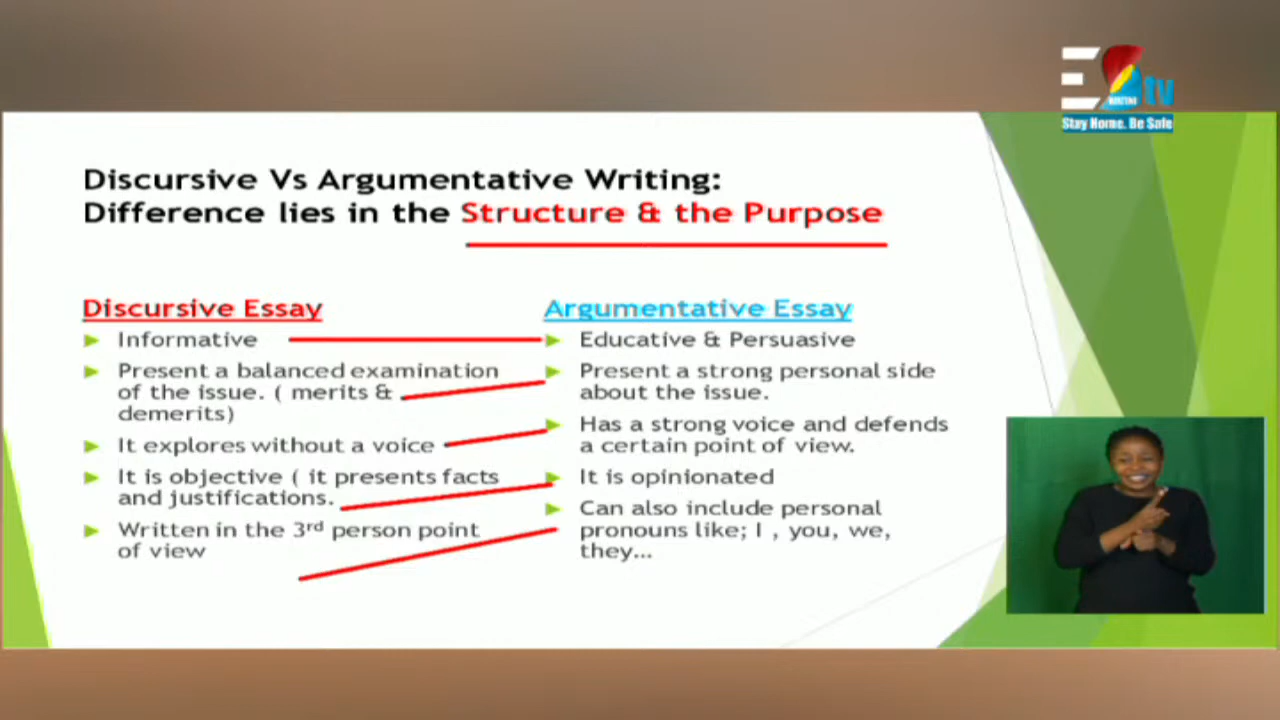 ES tv
Stay Home. Be Safe
Discursive Vs Argumentative Writing:
Difference lies in the Structure & the Purpose
Discursive Essay
Informative
Present a balanced examination
of the issue. ( merits &
demerits)
It explores without a voice
It is objective ( it presents facts
and justifications.
Written in the 3rd person point
of view
Argumentative Essay
Educative & Persuasive
Present a strong personal side
about the issue.
Has a strong voice and defends
a certain point of view.
It is opinionated
Can also include personal
pronouns like; I , you, we,
they...